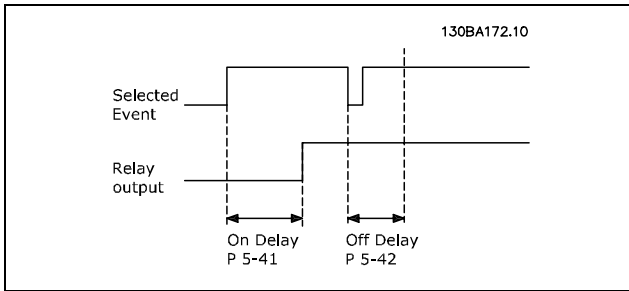 130BA172.10
Selected
Event
Relay
output
On Delay
P 5-41
Off Delay
P 5-42